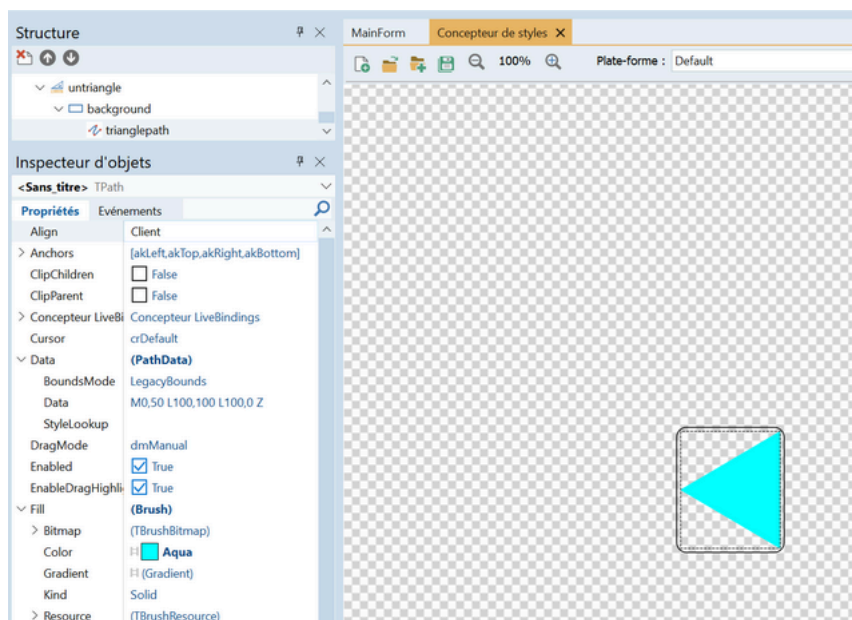 Structure
untriangle
background
trianglepath
Inspecteur d'objets
<Sans_titre> TPath
Propriétés Evénements
Align Client
Anchors [akLeft,akTop,akRight,akBottom]
ClipChildren False
ClipParent False
Concepteur LiveBi Concepteur LiveBindings
Cursor crDefault
Data (PathData)
BoundsMode LegacyBounds
Data M0,50 L100,100 L100,0 Z
StyleLookup
DragMode dmManual
Enabled True
EnableDragHighli True
Fill (Brush)
Bitmap (TBrushBitmap)
Color Aqua
Gradient (Gradient)
Kind Solid
Resource (TBrushResource)
MainForm Concepteur de styles
100% Plate-forme : Default